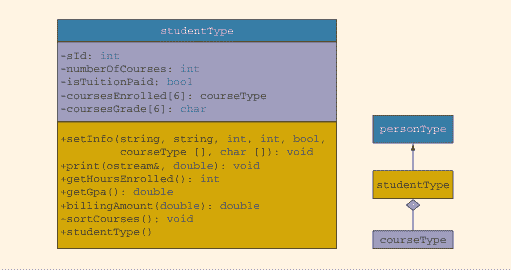 studentType
-sId: int
-numberOfCourses: int
-isTuitionPaid: bool
-coursesEnrolled[6]: courseType
-coursesGrade[6]: char
+setInfo(string, string, int, int, bool,
courseType [], char []): void
+print(ostream&, double): void
+getHoursEnrolled(): int
+getGpa(): double
+billingAmount(double): double
-sortCourses(): void
+studentType()
personType
studentType
courseType